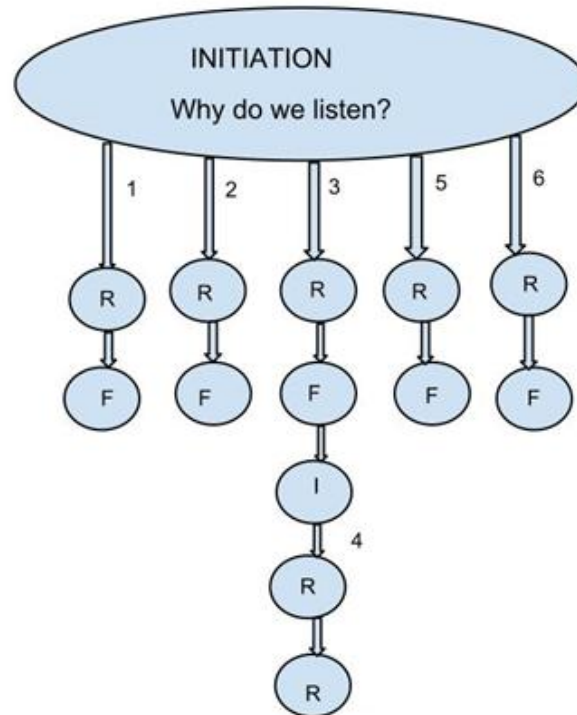 INITIATION
Why do we listen?
1 2 3 5 6
R R R R R
F F F F F
I
4
R
R